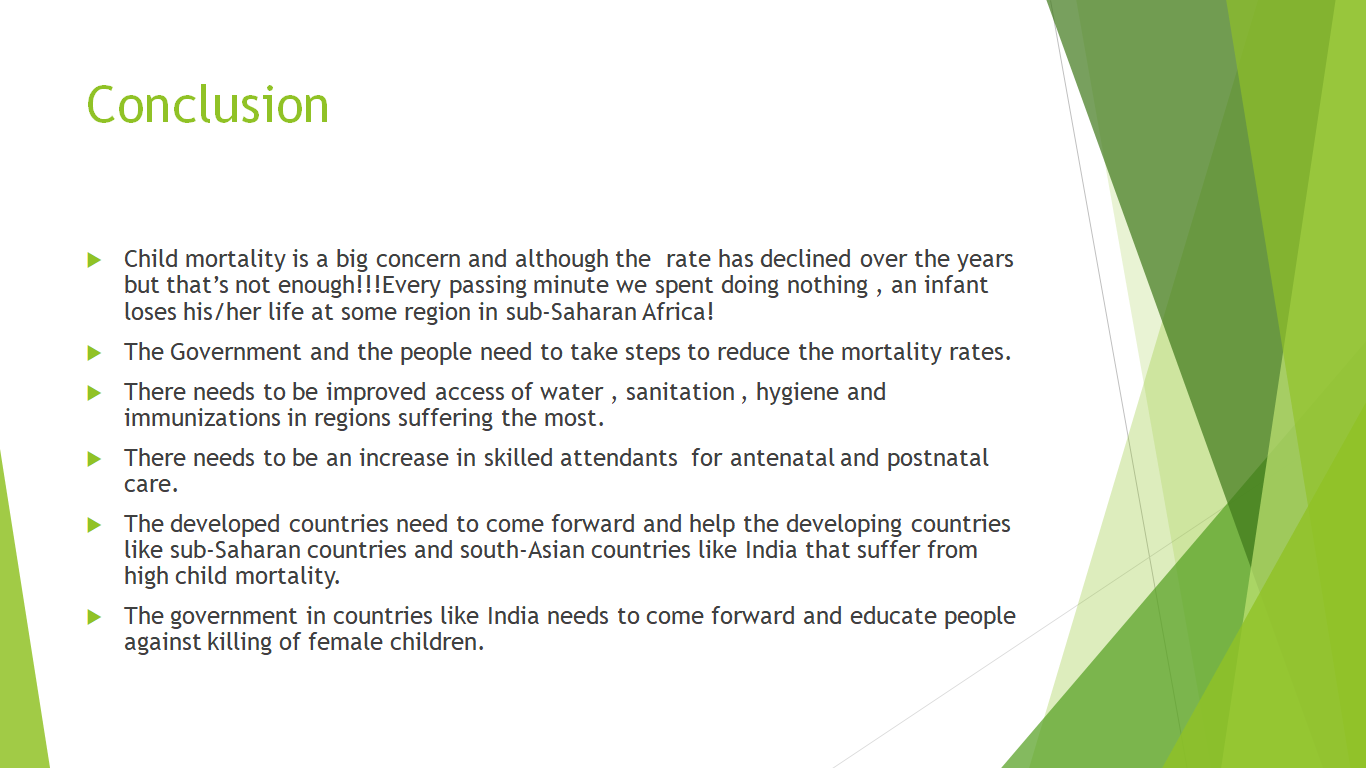 Conclusion
Child mortality is a big concern and although the  rate has declined over the years
but that’s not enough!!!Every passing minute we spent doing nothing , an infant
loses his/her life at some region in sub-Saharan Africa!
The Government and the people need to take steps to reduce the mortality rates.
There needs to be improved access of water , sanitation , hygiene and
immunizations in regions suffering the most.
There needs to be an increase in skilled attendants  for antenatal and postnatal
care.
The developed countries need to come forward and help the developing countries
like sub-Saharan countries and south-Asian countries like India that suffer from
high child mortality.
The government in countries like India needs to come forward and educate people
against killing of female children.